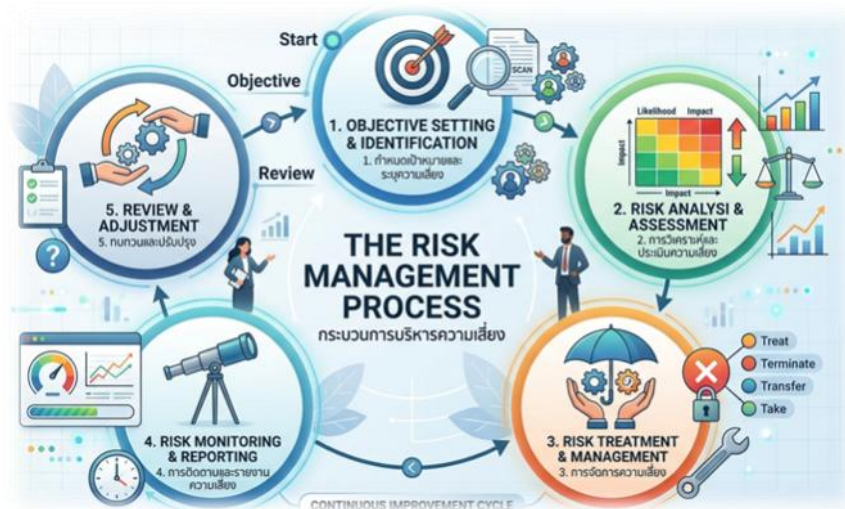 Start
Objective
Review
SCAN
1. OBJECTIVE SETTING
& IDENTIFICATION
1. กำหนดเป้าหมายและ
ระบุความเสี่ยง
Likelihood Impact
Impact
Impact
2. RISK ANALYSI &
ASSESSMENT
2. การวิเคราะห์และ
ประเมินความเสี่ยง
THE RISK
MANAGEMENT
PROCESS
กระบวนการบริหารความเสี่ยง
Treat
Terminate
Transfer
Take
3. RISK TREATMENT
& MANAGEMENT
3. การจัดการความเสี่ยง
4. RISK MONITORING
& REPORTING
4. การติดตามและรายงาน
ความเสี่ยง
5. REVIEW &
ADJUSTMENT
5. ทบทวนและปรับปรุง
?
CONTINUOUS IMPROVEMENT CYCLE